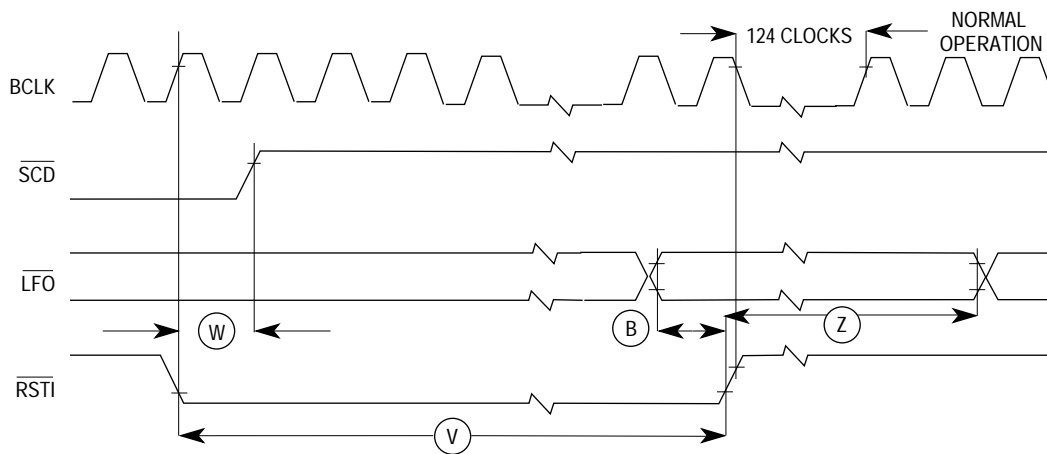 124 CLOCKS
NORMAL
OPERATION
BCLK
SCD
LFO
W
B
Z
RSTI
V